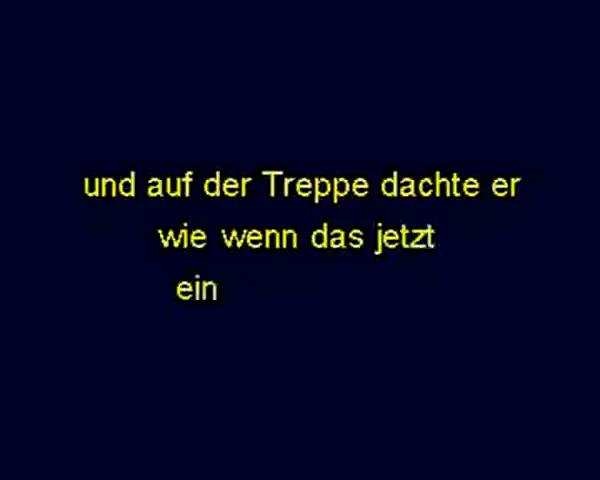 und auf der Treppe dachte er
wie wenn das jetzt
ein